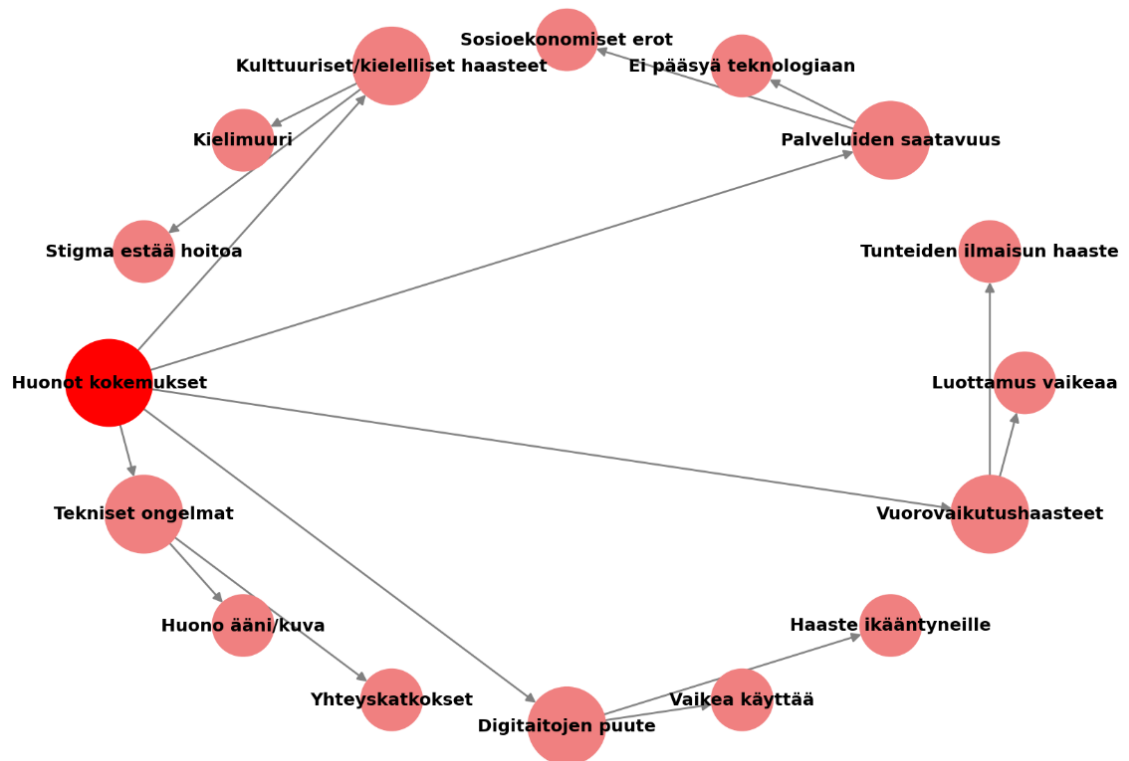 Sosioekonomiset erot
Kulttuuriset/kielelliset haasteet
Ei pääsyä teknologiaan
Kielimuuri
Palveluiden saatavuus
Stigma estää hoitoa
Tunteiden ilmaisun haaste
Huonot kokemukset
Luottamus vaikeaa
Tekniset ongelmat
Vuorovaikutushaasteet
Huono ääni/kuva
Haaste ikääntyneille
Yhteyskatkokset
Vaikea käyttää
Digitaitojen puute